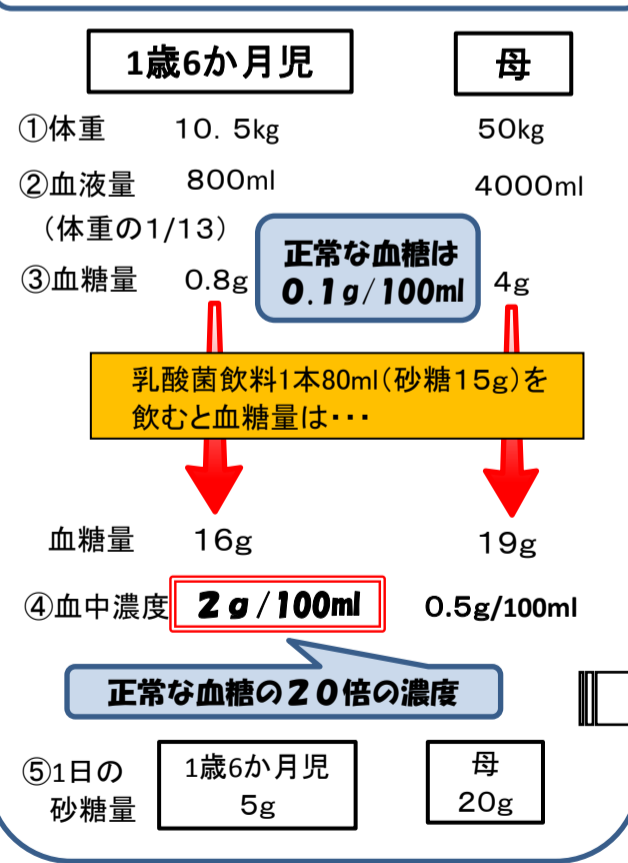 1歳6か月児 母
①体重 10.5kg 50kg
②血液量 800ml 4000ml
（体重の1/13）
正常な血糖は
0.1g/100ml
③血糖量 0.8g 4g
乳酸菌飲料1本80ml（砂糖15g）を
飲むと血糖量は・・・
血糖量 16g 19g
④血中濃度 2g/100ml 0.5g/100ml
正常な血糖の20倍の濃度
⑤1日の 1歳6か月児 母
砂糖量 5g 20g